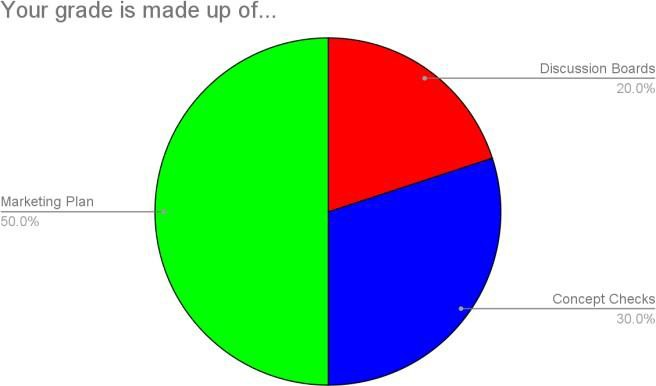 Your grade is made up of...
Discussion Boards
20.0%
Marketing Plan
50.0%
Concept Checks
30.0%